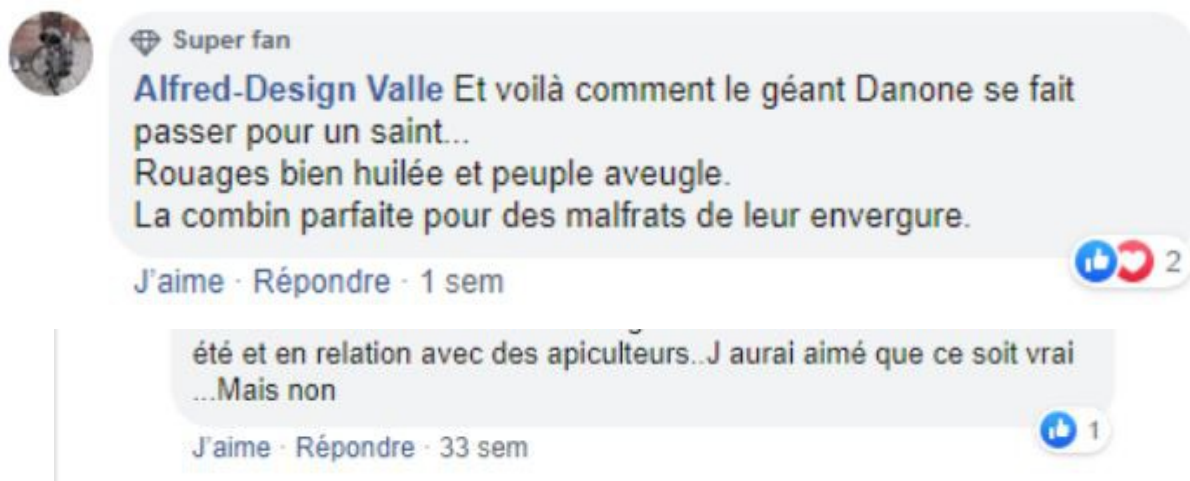 Super fan
Alfred-Design Valle Et voilà comment le géant Danone se fait
passer pour un saint...
Rouages bien huilée et peuple aveugle.
La combin parfaite pour des malfrats de leur envergure.
2
J'aime · Répondre · 1 sem
été et en relation avec des apiculteurs..J aurai aimé que ce soit vrai
...Mais non
1
J'aime · Répondre · 33 sem